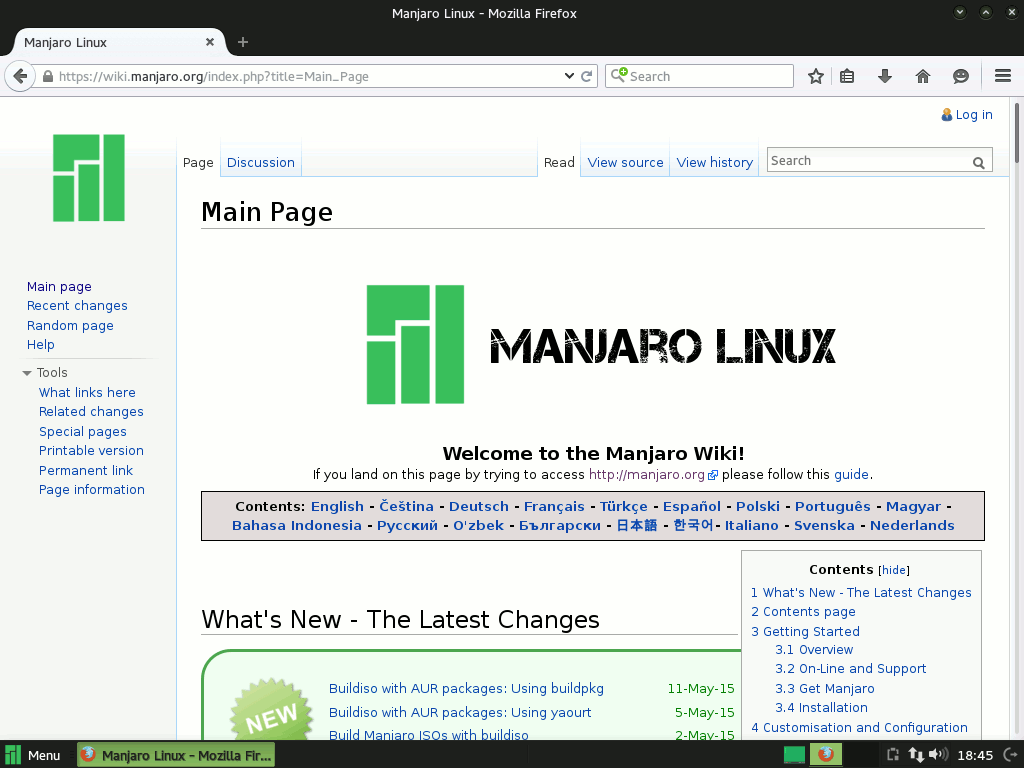 Manjaro Linux - Mozilla Firefox
Manjaro Linux
https://wiki.manjaro.org/index.php?title=Main_Page
Search
Log in
Page Discussion Read View source View history Search
Main Page
MANJARO LINUX
Main page
Recent changes
Random page
Help
Tools
What links here
Related changes
Special pages
Printable version
Permanent link
Page information
Welcome to the Manjaro Wiki!
If you land on this page by trying to access http://manjaro.org please follow this guide.
Contents: English - Čeština - Deutsch - Français - Türkçe - Español - Polski - Português - Magyar -
Bahasa Indonesia - Русский - O'zbek - Български - 日本語 - 한국어- Italiano - Svenska - Nederlands
Contents [hide]
1 What's New - The Latest Changes
2 Contents page
3 Getting Started
3.1 Overview
3.2 On-Line and Support
3.3 Get Manjaro
3.4 Installation
4 Customisation and Configuration
What's New - The Latest Changes
NEW
Buildiso with AUR packages: Using buildpkg 11-May-15
Buildiso with AUR packages: Using yaourt 5-May-15
Build Manjaro ISOs with buildiso 2-May-15
Menu
Manjaro Linux - Mozilla Fir...
18:45